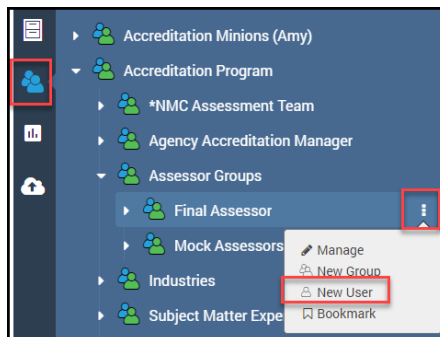 Accreditation Minions (Amy)
Accreditation Program
*NMC Assessment Team
Agency Accreditation Manager
Assessor Groups
Final Assessor
Mock Assessors
Manage
New Group
Industries
New User
Subject Matter Expe
Bookmark